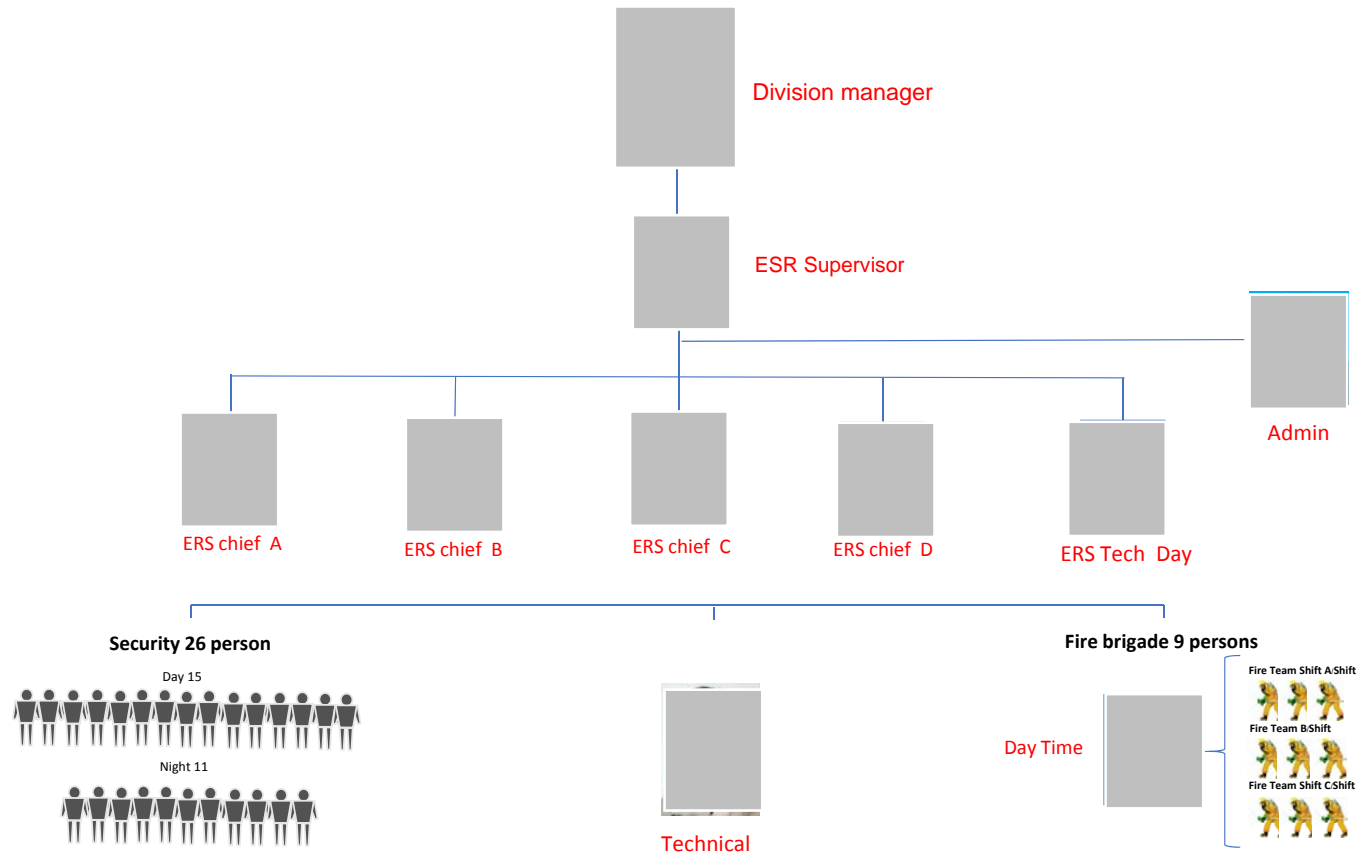 Division manager
ESR Supervisor
Admin
ERS chief A
ERS chief B
ERS chief C
ERS chief D
ERS Tech Day
Security 26 person
Fire brigade 9 persons
Day 15
Fire Team Shift A/Shift
Fire Team B/Shift
Day Time
Night 11
Fire Team Shift C/Shift
Technical